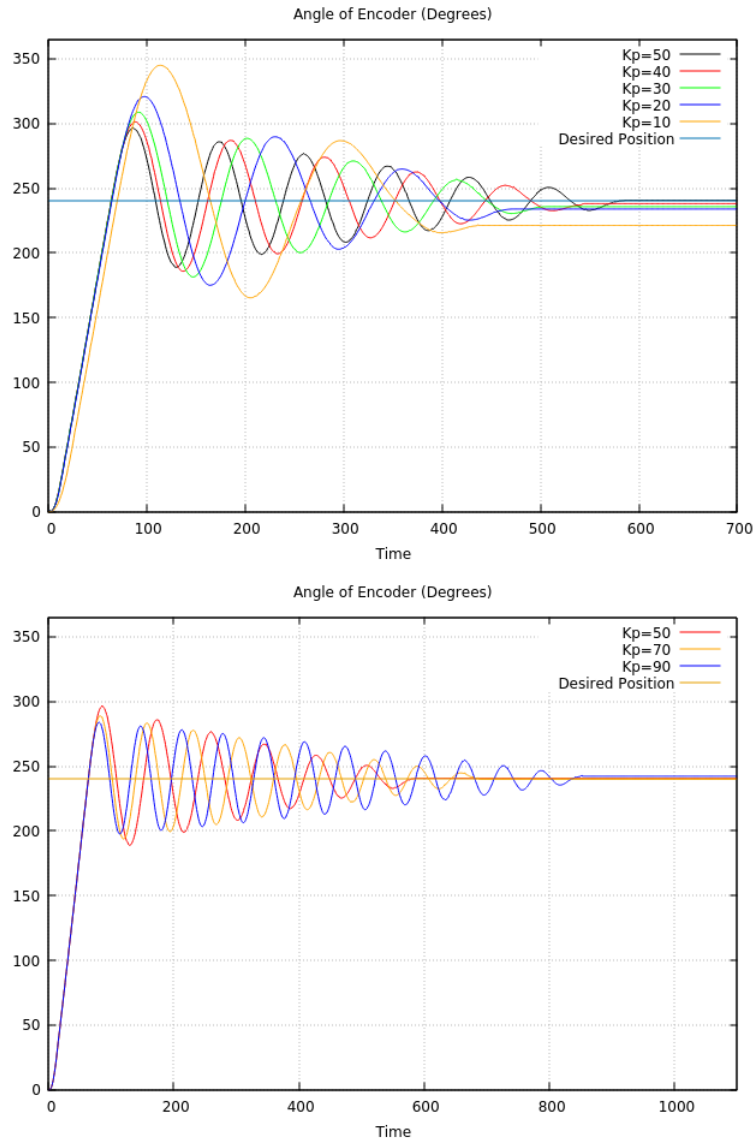 Angle of Encoder (Degrees)
350
300
250
200
150
100
50
0
Kp=50
Kp=40
Kp=30
Kp=20
Kp=10
Desired Position
0 100 200 300 400 500 600 700
Time
Angle of Encoder (Degrees)
350
300
250
200
150
100
50
0
Kp=50
Kp=70
Kp=90
Desired Position
0 200 400 600 800 1000
Time